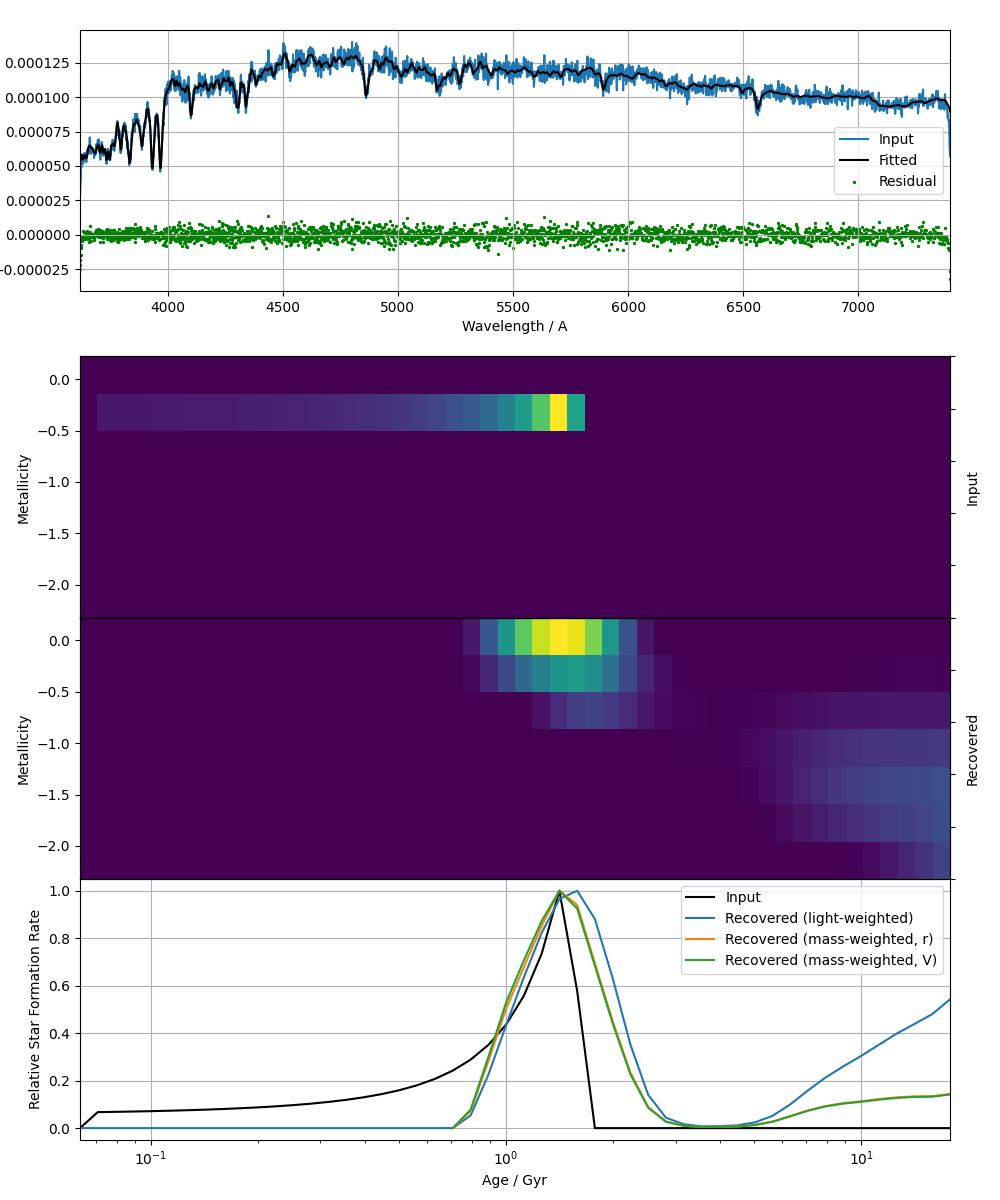 0.000125
0.000100
0.000075
0.000050
0.000025
0.000000
-0.000025
Input
Fitted
Residual
4000 4500 5000 5500 6000 6500 7000
Wavelength / A
0.0
−0.5
−1.0
−1.5
−2.0
Metallicity
Input
0.0
−0.5
−1.0
−1.5
−2.0
Metallicity
Recovered
1.0
0.8
0.6
0.4
0.2
0.0
Relative Star Formation Rate
Input
Recovered (light-weighted)
Recovered (mass-weighted, r)
Recovered (mass-weighted, V)
10⁻¹ 10⁰ 10¹
Age / Gyr